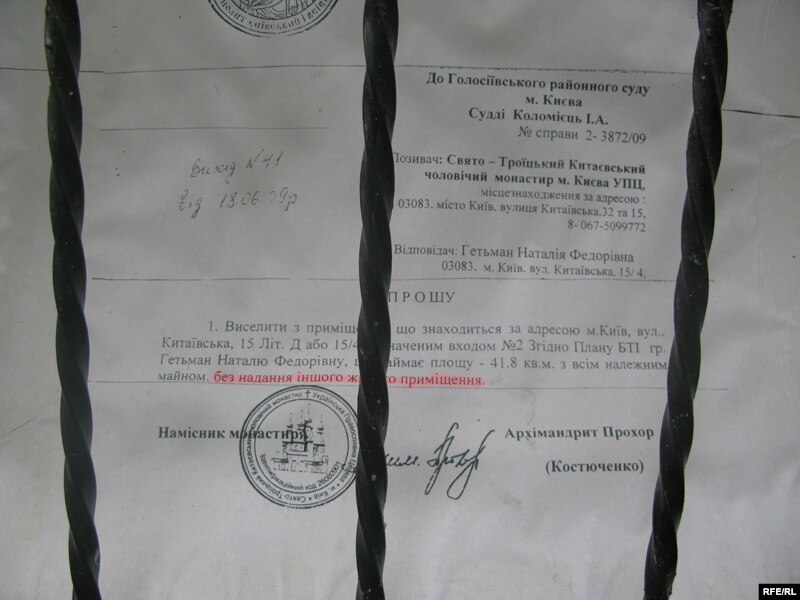 До Голосіївського районного суду
м. Києва
Судді Коломієць І.А.
№ справи 2- 3872/09
Вихід № 41
від 19.06 09р
Позивач: Свято – Троїцький Китаєвський
чоловічий монастир м. Києва УПЦ,
місцезнаходження за адресою :
03083. місто Київ, вулиця Китаївська.32 та 15,
8- 067-5099772
Відповідач: Гетьман Наталія Федорівна
03083, м. Київ, вул. Китаївська, 15/ 4,
ПРОШУ
1. Виселити з що знаходиться за адресою м.Київ, вул..
Китаївська, 15 Літ. Д або 15/4 входом №2 Згідно Плану БТІ гр.
Гетьман Наталю Федорівну, займає площу - 41.8 кв.м. з всім належним
майном. без надання іншого приміщення.
Намісник монастиря
Архімандрит Прохор
(Костюченко)
RFE/RL